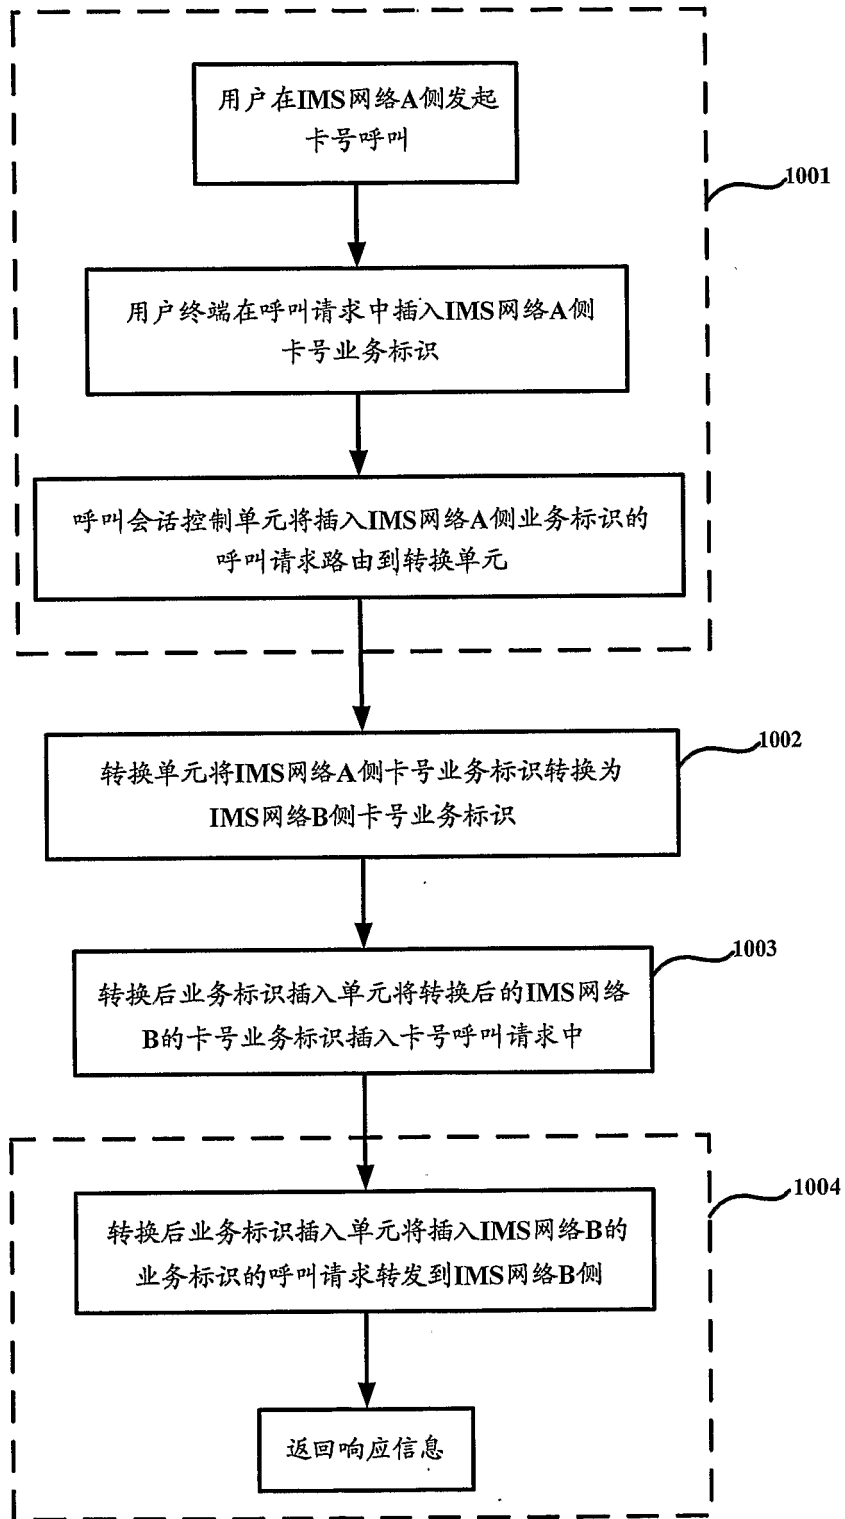 用户在IMS网络A侧发起
卡号呼叫
1001
用户终端在呼叫请求中插入IMS网络A侧
卡号业务标识
呼叫会话控制单元将插入IMS网络A侧业务标识的
呼叫请求路由到转换单元
1002
转换单元将IMS网络A侧卡号业务标识转换为
IMS网络B侧卡号业务标识
1003
转换后业务标识插入单元将转换后的IMS网络
B的卡号业务标识插入卡号呼叫请求中
1004
转换后业务标识插入单元将插入IMS网络B的
业务标识的呼叫请求转发到IMS网络B侧
返回响应信息